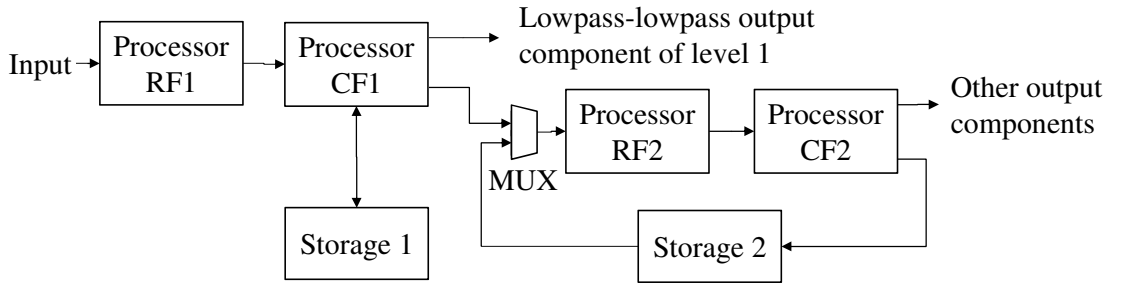 Input
Processor
RF1
Processor
CF1
Lowpass-lowpass output
component of level 1
MUX
Processor
RF2
Processor
CF2
Other output
components
Storage 1
Storage 2